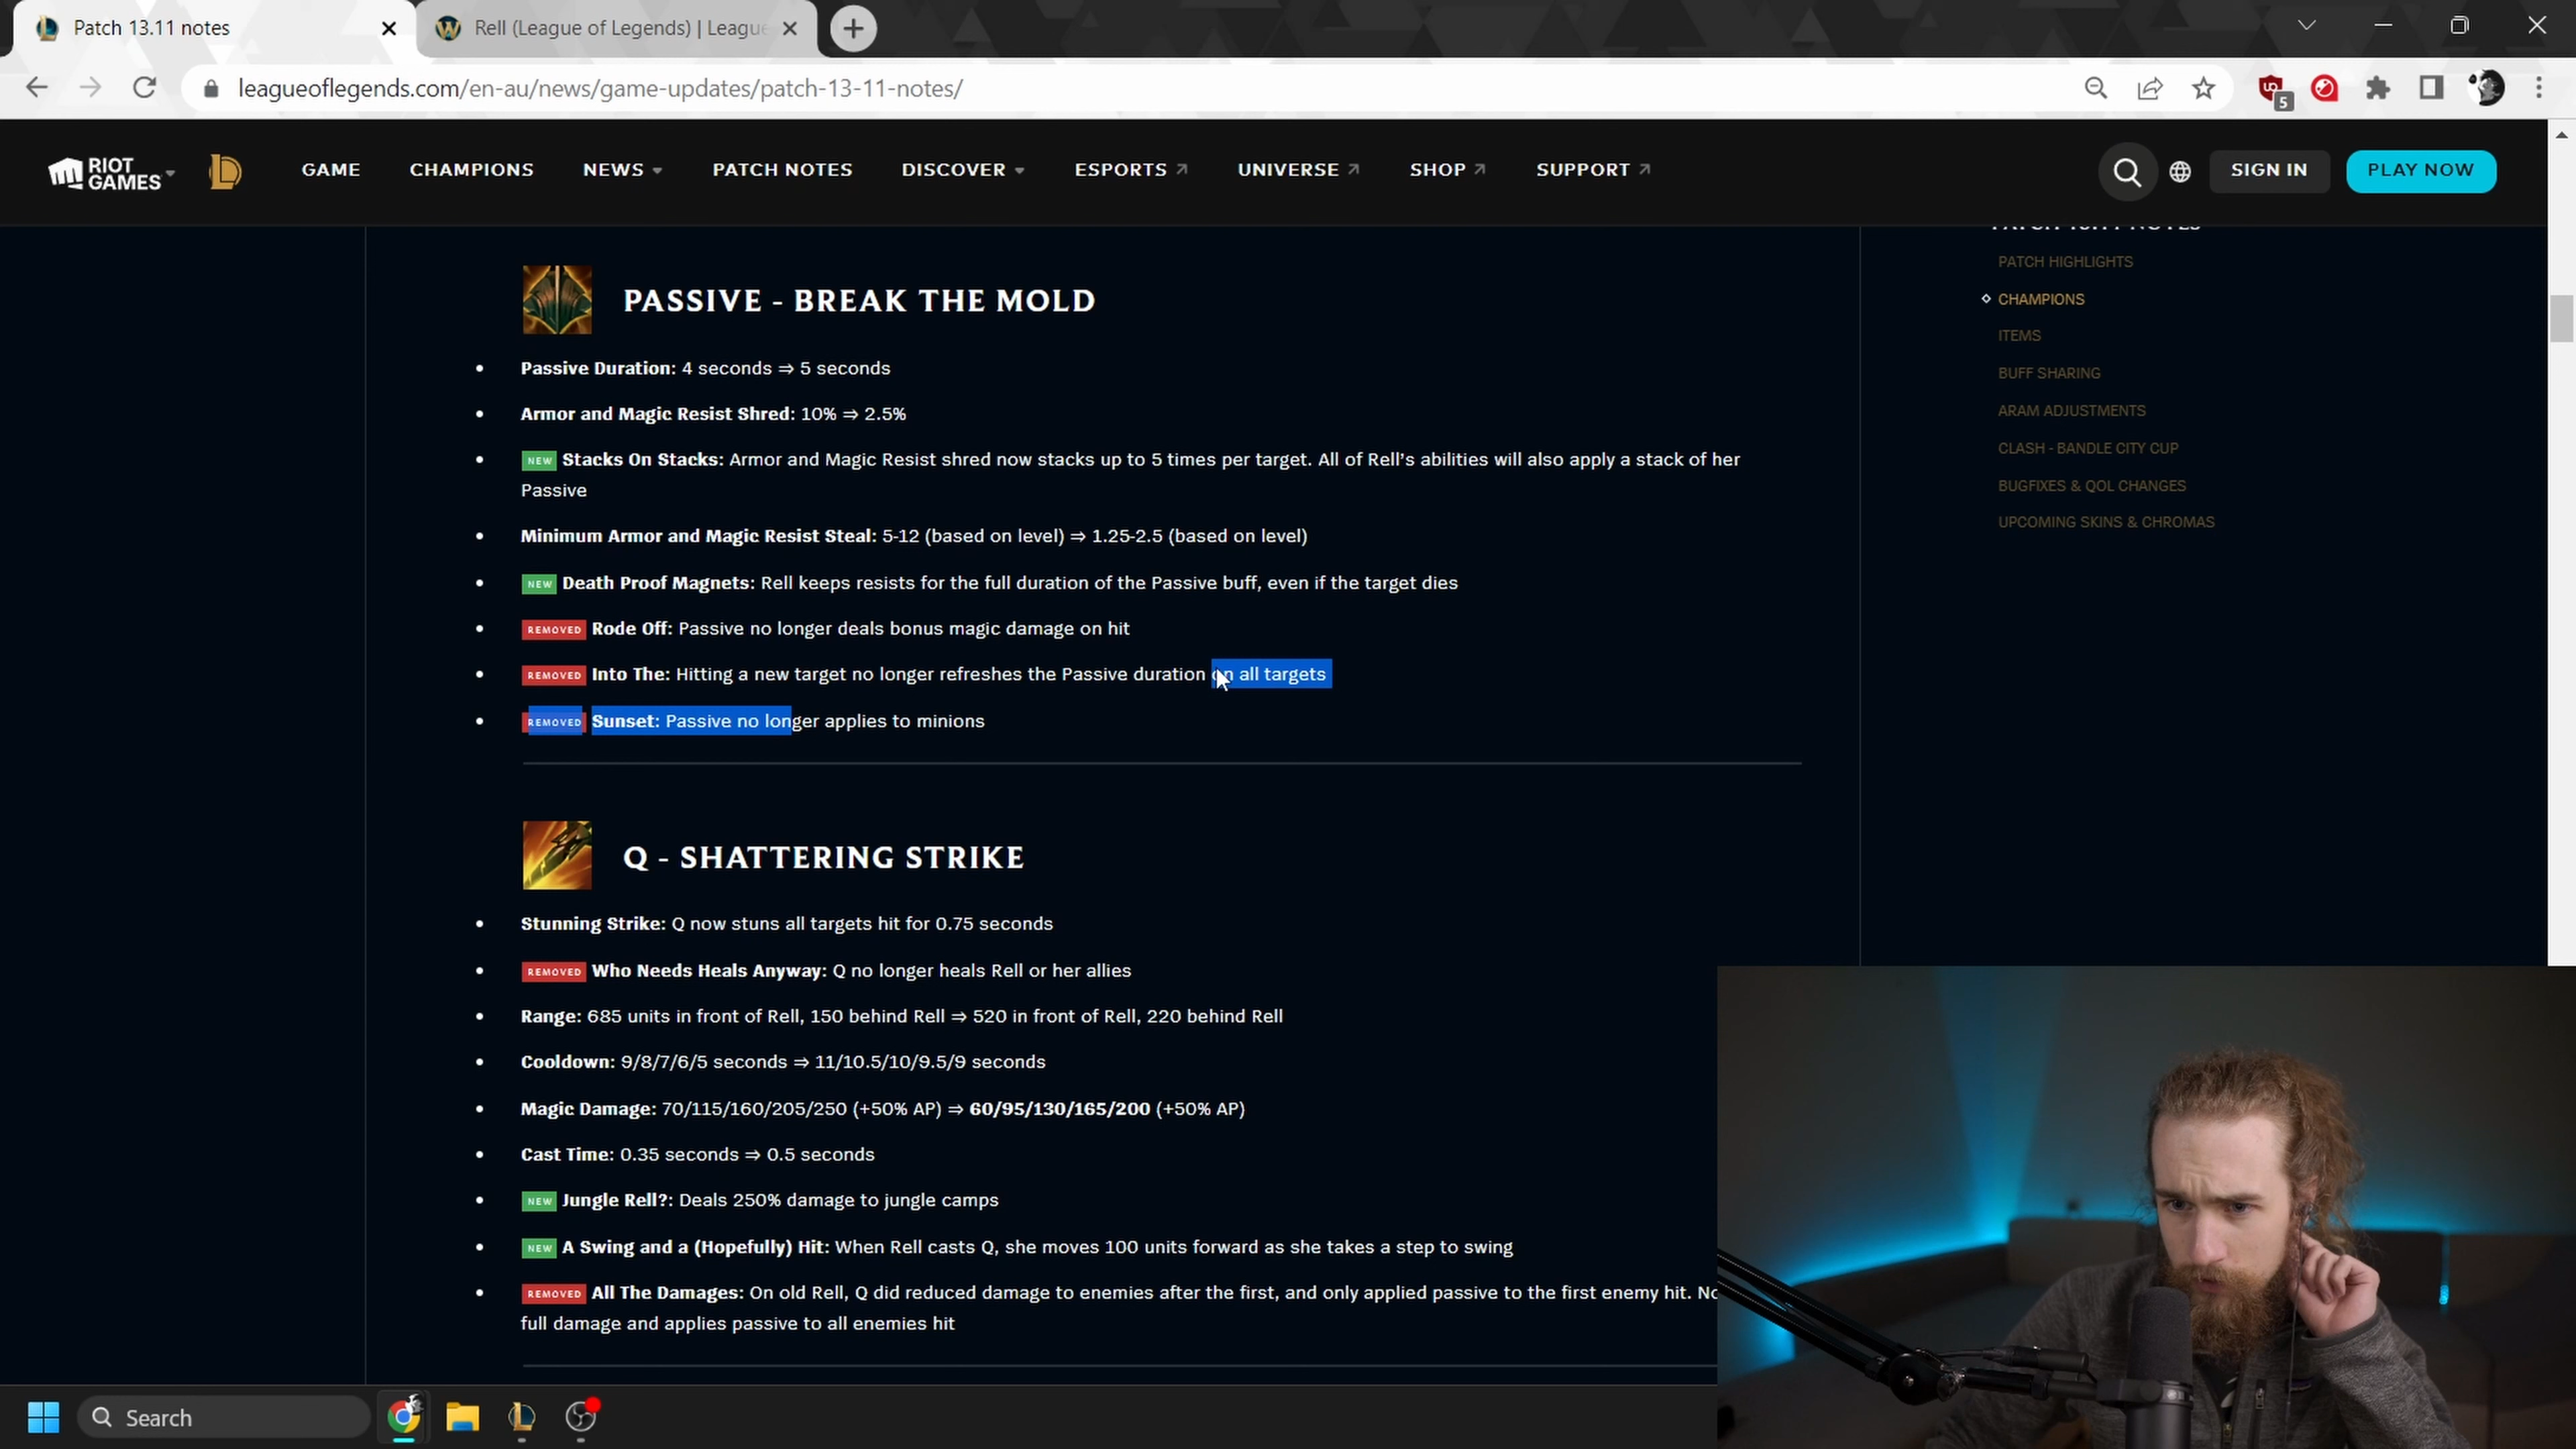 Patch 13.11 notes
Rell (League of Legends) | League
leagueoflegends.com/en-au/news/game-updates/patch-13-11-notes/
5
RIOT GAMES
GAME
CHAMPIONS
NEWS
PATCH NOTES
DISCOVER
ESPORTS
UNIVERSE
SHOP
SUPPORT
SIGN IN
PLAY NOW
PATCH 13.11 NOTES
PATCH HIGHLIGHTS
CHAMPIONS
ITEMS
BUFF SHARING
ARAM ADJUSTMENTS
CLASH - BANDLE CITY CUP
BUGFIXES & QOL CHANGES
UPCOMING SKINS & CHROMAS
PASSIVE - BREAK THE MOLD
• Passive Duration: 4 seconds ⇒ 5 seconds
• Armor and Magic Resist Shred: 10% ⇒ 2.5%
• NEW Stacks On Stacks: Armor and Magic Resist shred now stacks up to 5 times per target. All of Rell's abilities will also apply a stack of her
Passive
• Minimum Armor and Magic Resist Steal: 5-12 (based on level) ⇒ 1.25-2.5 (based on level)
• NEW Death Proof Magnets: Rell keeps resists for the full duration of the Passive buff, even if the target dies
• REMOVED Rode Off: Passive no longer deals bonus magic damage on hit
• REMOVED Into The: Hitting a new target no longer refreshes the Passive duration on all targets
• REMOVED Sunset: Passive no longer applies to minions
Q - SHATTERING STRIKE
• Stunning Strike: Q now stuns all targets hit for 0.75 seconds
• REMOVED Who Needs Heals Anyway: Q no longer heals Rell or her allies
• Range: 685 units in front of Rell, 150 behind Rell ⇒ 520 in front of Rell, 220 behind Rell
• Cooldown: 9/8/7/6/5 seconds ⇒ 11/10.5/10/9.5/9 seconds
• Magic Damage: 70/115/160/205/250 (+50% AP) ⇒ 60/95/130/165/200 (+50% AP)
• Cast Time: 0.35 seconds ⇒ 0.5 seconds
• NEW Jungle Rell?: Deals 250% damage to jungle camps
• NEW A Swing and a (Hopefully) Hit: When Rell casts Q, she moves 100 units forward as she takes a step to swing
• REMOVED All The Damages: On old Rell, Q did reduced damage to enemies after the first, and only applied passive to the first enemy hit.
full damage and applies passive to all enemies hit
Search